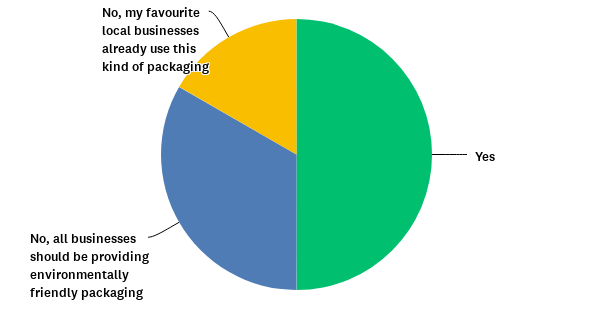 No, my favourite
local businesses
already use this
kind of packaging
Yes
No, all businesses
should be providing
environmentally
friendly packaging